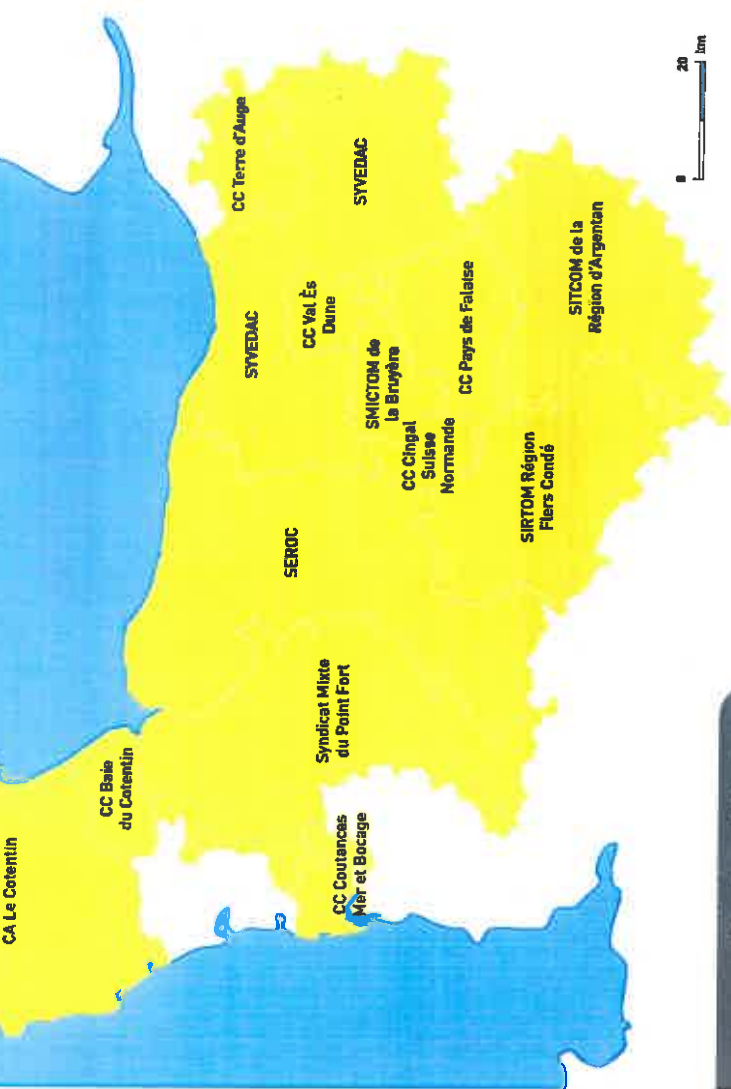 CA Le Cotentin
CC Baie
du Cotentin
CC Coutances
Mer et Bocage
Syndicat Mixte
du Point Fort
SEROC
SYVEDAC
CC Terre d'Auge
CC Val Ès
Dune
SYVEDAC
SMICTOM de
la Bruyère
CC Cingal
Suisse
Normande
CC Pays de Falaise
SIRTOM Région
Flers Condé
SITCOM de la
Région d'Argentan
0
20
km